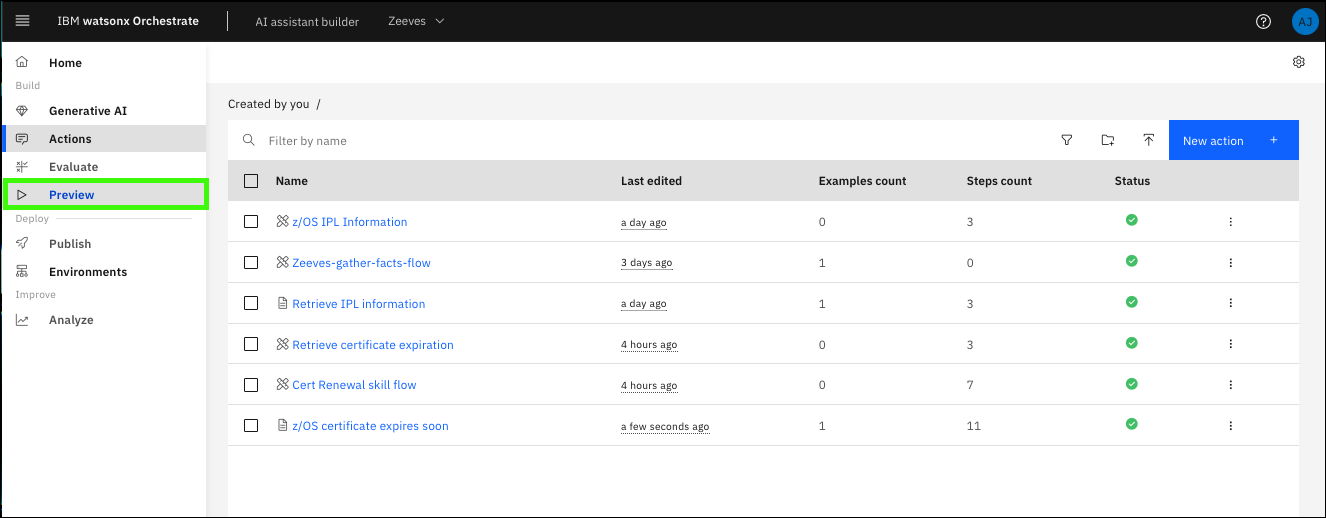 IBM watsonx Orchestrate
AI assistant builder
Zeeves
AJ
Home
Build
Generative AI
Actions
Evaluate
Preview
Deploy
Publish
Environments
Improve
Analyze
Created by you /
Filter by name
New action +
Name Last edited Examples count Steps count Status
z/OS IPL Information a day ago 0 3
Zeeves-gather-facts-flow 3 days ago 1 0
Retrieve IPL information a day ago 1 3
Retrieve certificate expiration 4 hours ago 0 3
Cert Renewal skill flow 4 hours ago 0 7
z/OS certificate expires soon a few seconds ago 1 11